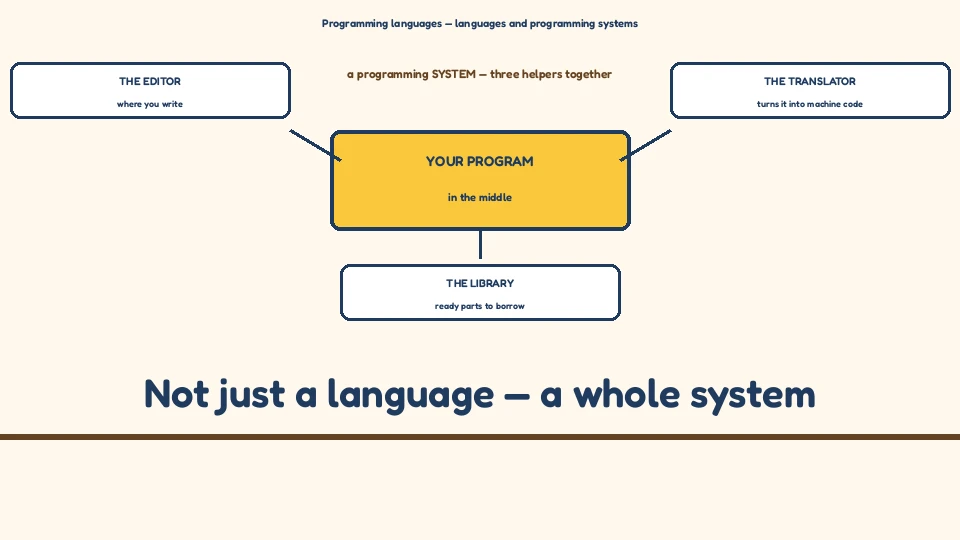 Programming languages — languages and programming systems
a programming SYSTEM — three helpers together
THE EDITOR
where you write
THE TRANSLATOR
turns it into machine code
YOUR PROGRAM
in the middle
THE LIBRARY
ready parts to borrow
Not just a language — a whole system